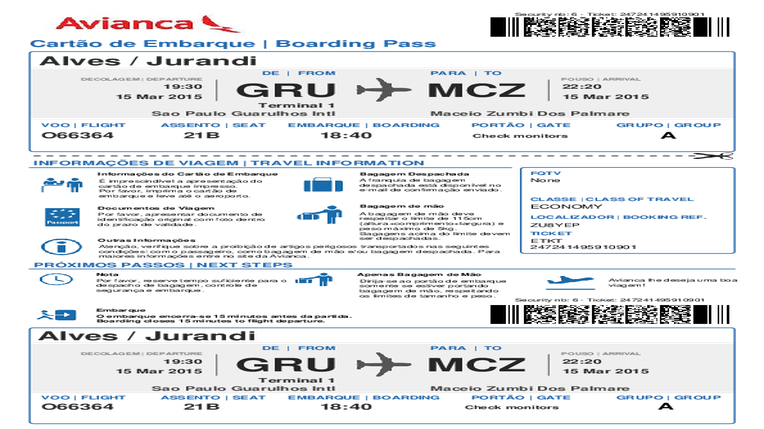 Avianca
Security nb: 6 - Ticket: 247241495910901
Cartão de Embarque | Boarding Pass
Alves / Jurandi
DE | FROM PARA | TO
DECOLAGEM | DEPARTURE
19:30
15 Mar 2015
GRU
MCZ
POUSO | ARRIVAL
22:20
15 Mar 2015
Terminal 1
Sao Paulo Guarulhos Intl Maceio Zumbi Dos Palmare
VOO | FLIGHT ASSENTO | SEAT EMBARQUE | BOARDING PORTÃO | GATE GRUPO | GROUP
O66364 21B 18:40 Check monitors A
INFORMAÇÕES DE VIAGEM | TRAVEL INFORMATION
Informações do Cartão de Embarque
É imprescindível a apresentação do
cartão de embarque impresso.
Por favor, imprima o cartão de
embarque e leve até o aeroporto.
Bagagem Despachada
A franquia de bagagem
despachada está disponível no
e-mail de confirmação enviado.
Passport
Documentos de Viagem
Por favor, apresentar documento de
identificação original com foto dentro
do prazo de validade.
Bagagem de mão
A bagagem de mão deve
respeitar o limite de 115cm
(altura+comprimento+largura) e
peso máximo de 5kg.
Bagagens acima do limite devem
ser despachadas.
Outras Informações
Atenção, verifique sobre a proibição de artigos perigosos transportados nas seguintes
condições: como passageiro, como bagagem de mão e/ou bagagem despachada. Para
maiores informações entre no site da Avianca.
FQTV
None
CLASSE | CLASS OF TRAVEL
ECONOMY
LOCALIZADOR | BOOKING REF.
ZU8YEP
TICKET
ETKT
247241495910901
PRÓXIMOS PASSOS | NEXT STEPS
Nota
Por favor, reserve tempo suficiente para o
despacho de bagagem, controle de
segurança e embarque.
Apenas Bagagem de Mão
Dirija-se ao portão de embarque
somente se estiver portando
bagagem de mão, respeitando
os limites de tamanho e peso.
Avianca lhe deseja uma boa
viagem!
Embarque
O embarque encerra-se 15 minutos antes da partida.
Boarding closes 15 minutes to flight departure.
Security nb: 6 - Ticket: 247241495910901
Alves / Jurandi
DE | FROM PARA | TO
DECOLAGEM | DEPARTURE
19:30
15 Mar 2015
GRU
MCZ
POUSO | ARRIVAL
22:20
15 Mar 2015
Terminal 1
Sao Paulo Guarulhos Intl Maceio Zumbi Dos Palmare
VOO | FLIGHT ASSENTO | SEAT EMBARQUE | BOARDING PORTÃO | GATE GRUPO | GROUP
O66364 21B 18:40 Check monitors A